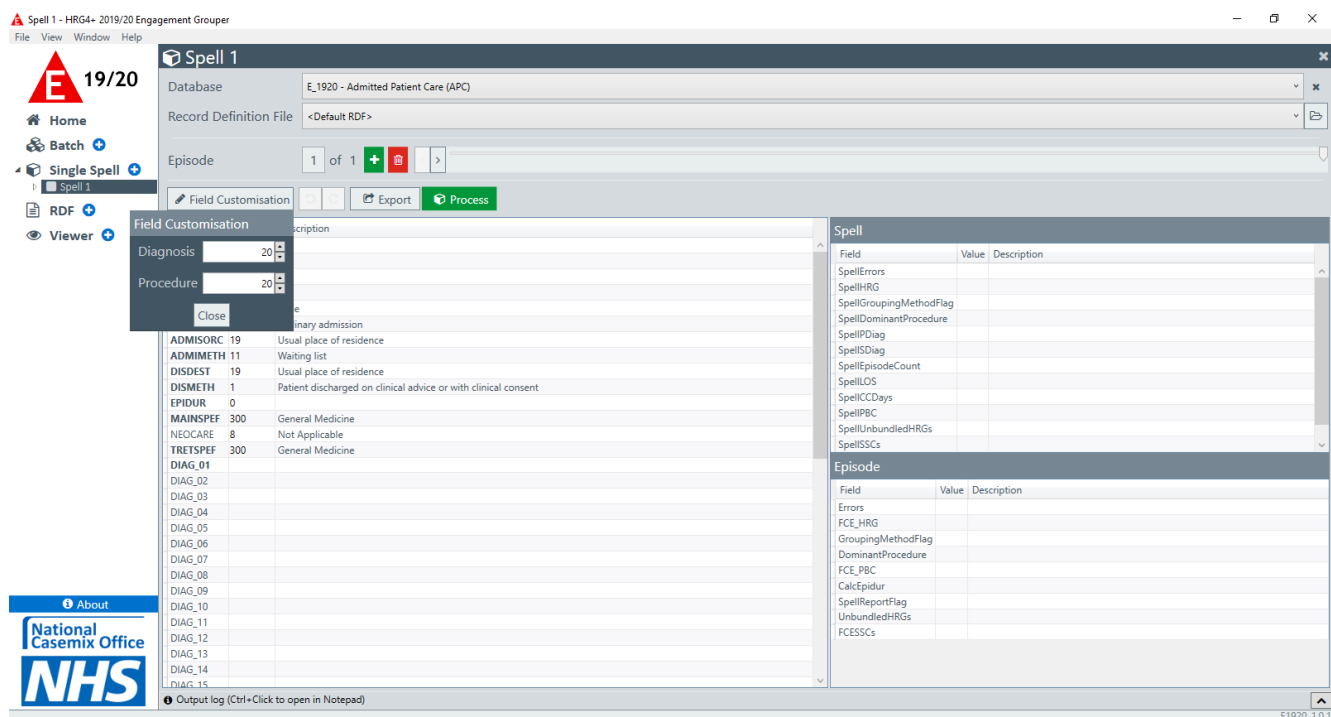 Spell 1 - HRG4+ 2019/20 Engagement Grouper
File View Window Help
E 19/20
Home
Batch
Single Spell
Spell 1
RDF
Viewer
Spell 1
Database E_1920 - Admitted Patient Care (APC)
Record Definition File <Default RDF>
Episode 1 of 1
Field Customisation Export Process
Field Customisation
Diagnosis 20
Procedure 20
Close
ADMISORC 19 Usual place of residence
ADMIMETH 11 Waiting list
DISDEST 19 Usual place of residence
DISMETH 1 Patient discharged on clinical advice or with clinical consent
EPIDUR 0
MAINSPEF 300 General Medicine
NEOCARE 8 Not Applicable
TRETSPEF 300 General Medicine
DIAG_01
DIAG_02
DIAG_03
DIAG_04
DIAG_05
DIAG_06
DIAG_07
DIAG_08
DIAG_09
DIAG_10
DIAG_11
DIAG_12
DIAG_13
DIAG_14
DIAG_15
Spell
Field Value Description
SpellErrors
SpellHRG
SpellGroupingMethodFlag
SpellDominantProcedure
SpellPDiag
SpellSDiag
SpellEpisodeCount
SpellLOS
SpellCCDays
SpellPBC
SpellUnbundledHRGs
SpellSSCs
Episode
Field Value Description
Errors
FCE_HRG
GroupingMethodFlag
DominantProcedure
FCE_PBC
CalcEpidur
SpellReportFlag
UnbundledHRGs
FCESSCs
About
National
Casemix Office
NHS
Output log (Ctrl+Click to open in Notepad)
E1920 1.0.1